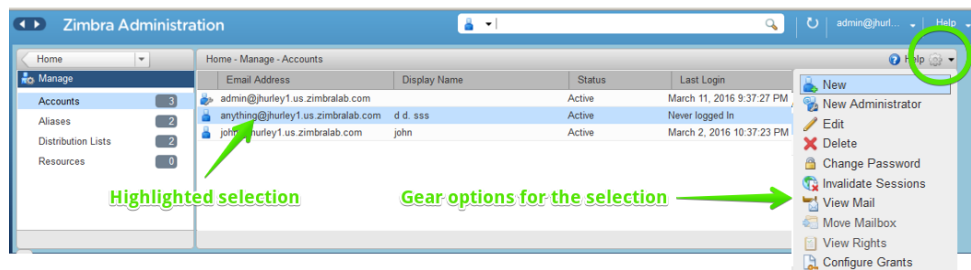 Zimbra Administration
admin@jhurl...
Help
Home
Home - Manage - Accounts
Help
Manage
Email Address Display Name Status Last Login
Accounts 3
admin@jhurley1.us.zimbralab.com Active March 11, 2016 9:37:27 PM
New
Aliases 2
anything@jhurley1.us.zimbralab.com d d. sss Active Never logged In
New Administrator
Distribution Lists 2
hurley1.us.zimbralab.com john Active March 2, 2016 10:37:23 PM
Edit
Resources 0
Delete
Change Password
Invalidate Sessions
Highlighted selection
Gear options for the selection
View Mail
Move Mailbox
View Rights
Configure Grants